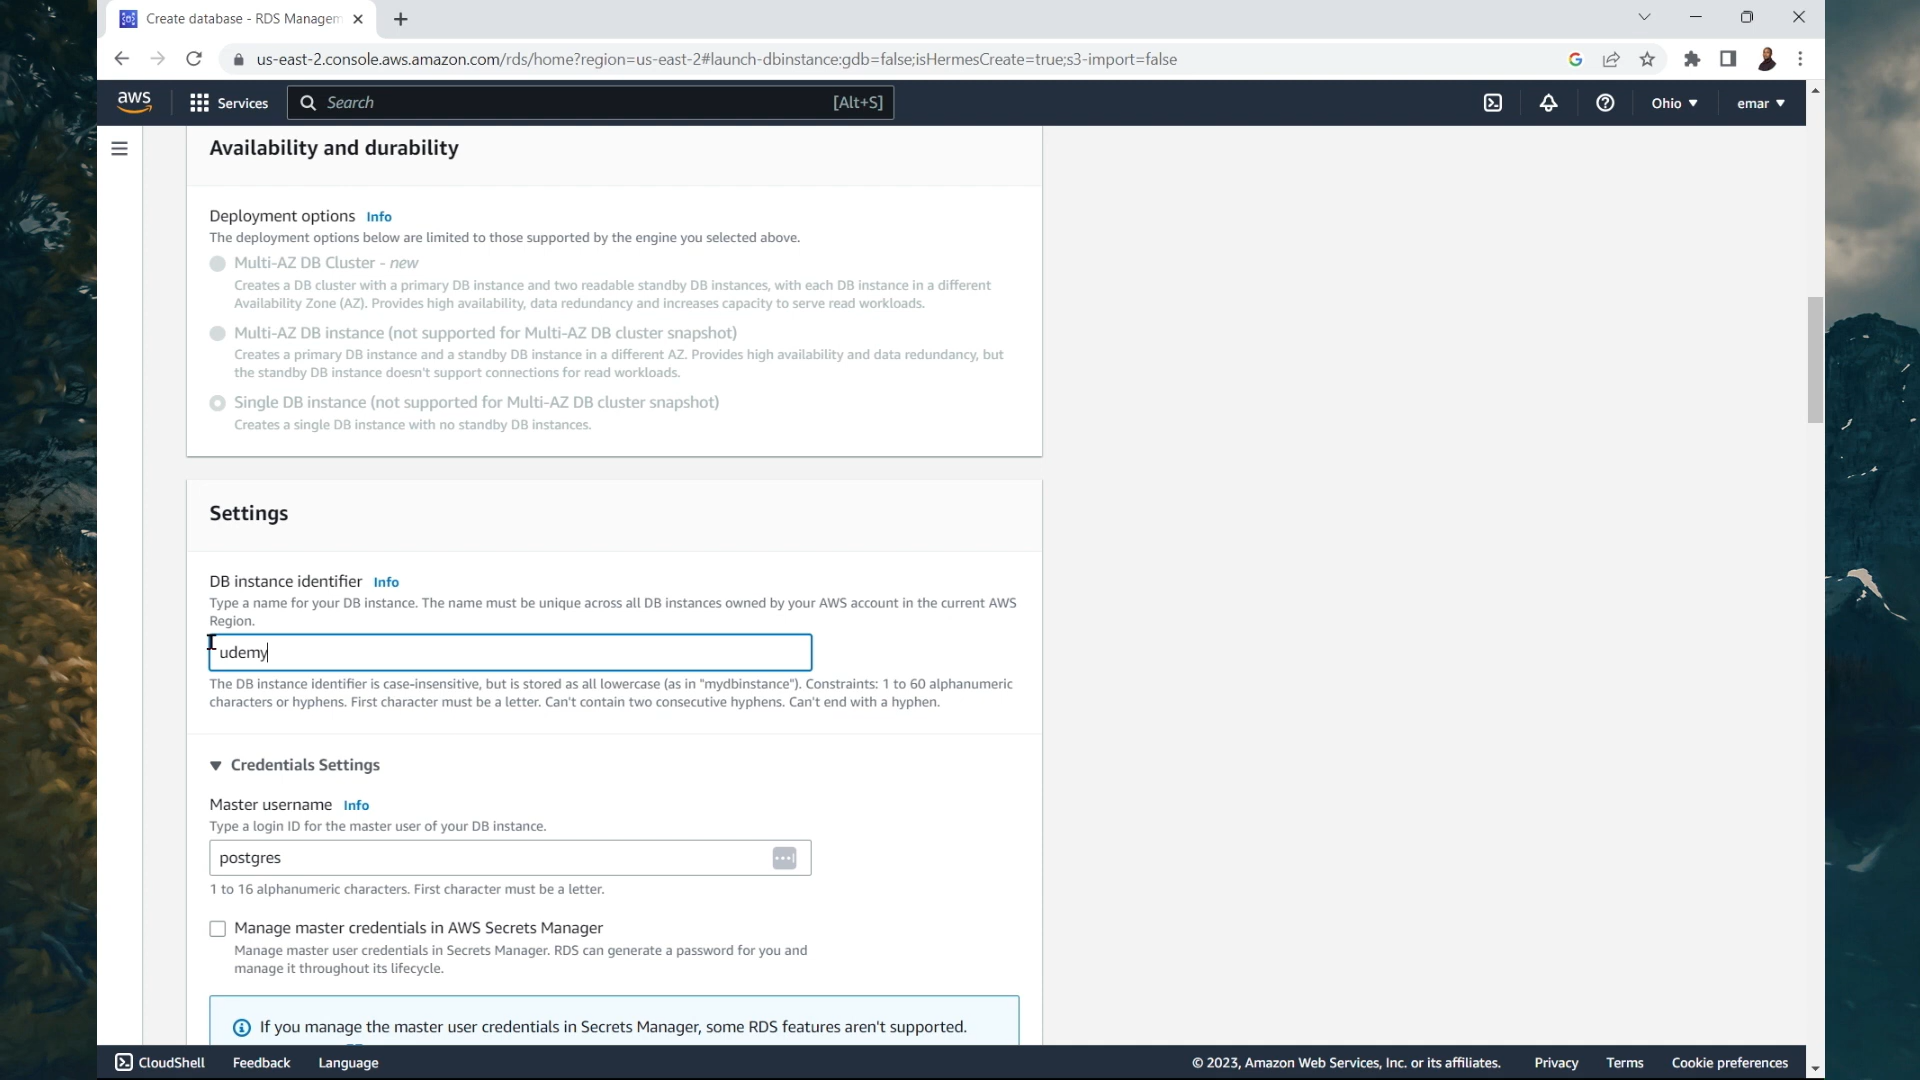 Create database - RDS Managem
us-east-2.console.aws.amazon.com/rds/home?region=us-east-2#launch-dbinstance:gdb=false;isHermesCreate=true;s3-import=false
aws Services Search [Alt+S] Ohio emar
Availability and durability
Deployment options Info
The deployment options below are limited to those supported by the engine you selected above.
Multi-AZ DB Cluster - new
Creates a DB cluster with a primary DB instance and two readable standby DB instances, with each DB instance in a different
Availability Zone (AZ). Provides high availability, data redundancy and increases capacity to serve read workloads.
Multi-AZ DB instance (not supported for Multi-AZ DB cluster snapshot)
Creates a primary DB instance and a standby DB instance in a different AZ. Provides high availability and data redundancy, but
the standby DB instance doesn't support connections for read workloads.
Single DB instance (not supported for Multi-AZ DB cluster snapshot)
Creates a single DB instance with no standby DB instances.
Settings
DB instance identifier Info
Type a name for your DB instance. The name must be unique across all DB instances owned by your AWS account in the current AWS
Region.
udemy
The DB instance identifier is case-insensitive, but is stored as all lowercase (as in "mydbinstance"). Constraints: 1 to 60 alphanumeric
characters or hyphens. First character must be a letter. Can't contain two consecutive hyphens. Can't end with a hyphen.
Credentials Settings
Master username Info
Type a login ID for the master user of your DB instance.
postgres
1 to 16 alphanumeric characters. First character must be a letter.
Manage master credentials in AWS Secrets Manager
Manage master user credentials in Secrets Manager. RDS can generate a password for you and
manage it throughout its lifecycle.
If you manage the master user credentials in Secrets Manager, some RDS features aren't supported.
CloudShell Feedback Language © 2023, Amazon Web Services, Inc. or its affiliates. Privacy Terms Cookie preferences